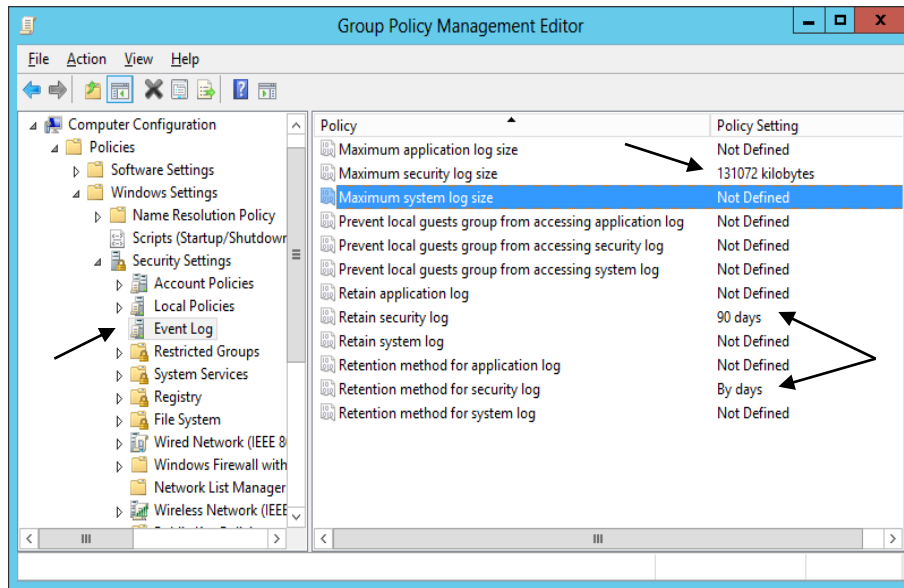 Group Policy Management Editor
File Action View Help
Computer Configuration
Policies
Software Settings
Windows Settings
Name Resolution Policy
Scripts (Startup/Shutdowr
Security Settings
Account Policies
Local Policies
Event Log
Restricted Groups
System Services
Registry
File System
Wired Network (IEEE 8
Windows Firewall with
Network List Manager
Wireless Network (IEEE
Policy Policy Setting
Maximum application log size Not Defined
Maximum security log size 131072 kilobytes
Maximum system log size Not Defined
Prevent local guests group from accessing application log Not Defined
Prevent local guests group from accessing security log Not Defined
Prevent local guests group from accessing system log Not Defined
Retain application log Not Defined
Retain security log 90 days
Retain system log Not Defined
Retention method for application log Not Defined
Retention method for security log By days
Retention method for system log Not Defined